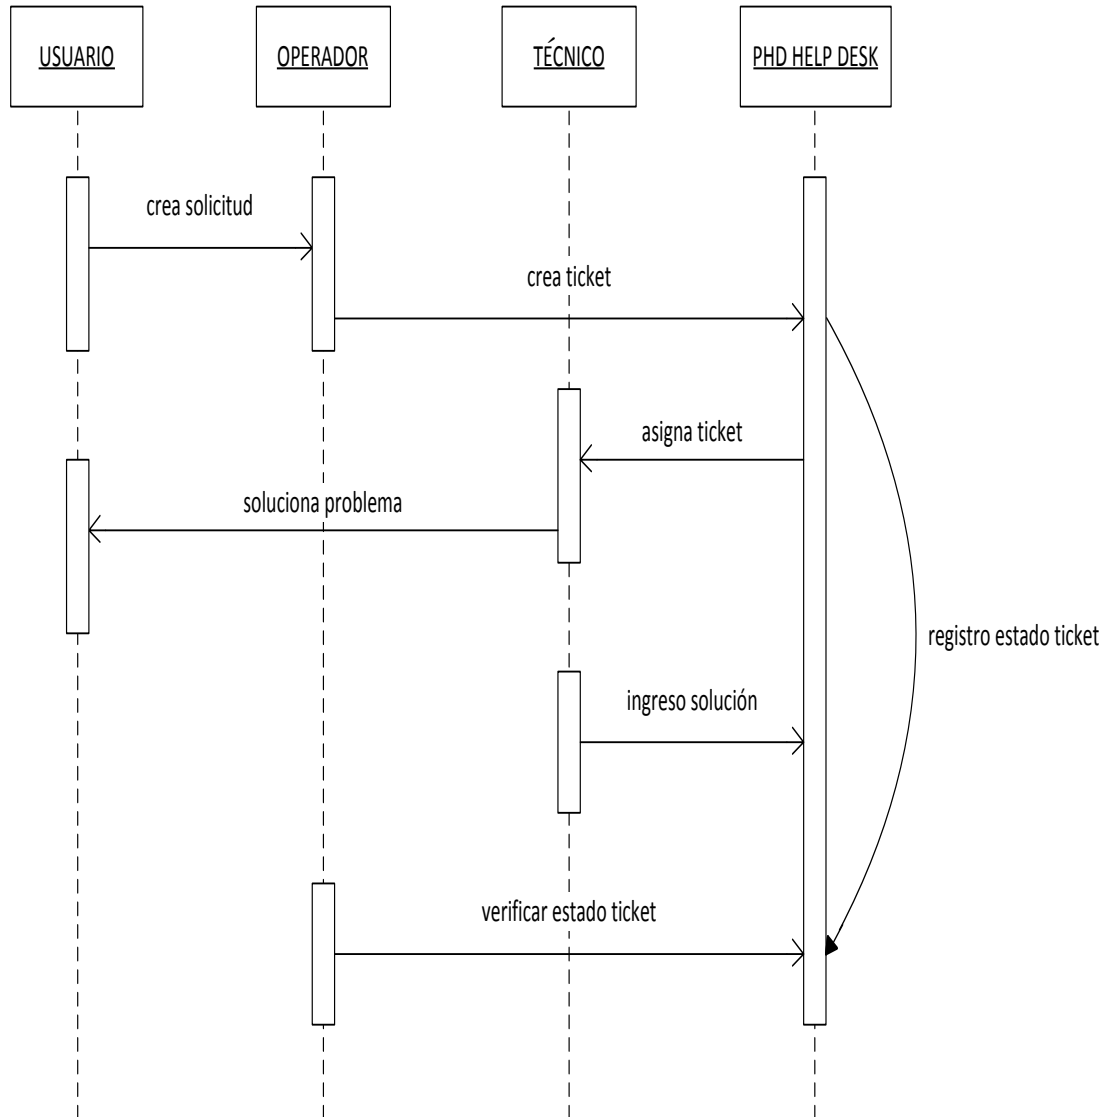 USUARIO
OPERADOR
TÉCNICO
PHD HELP DESK
crea solicitud
crea ticket
asigna ticket
soluciona problema
registro estado ticket
ingreso solución
verificar estado ticket